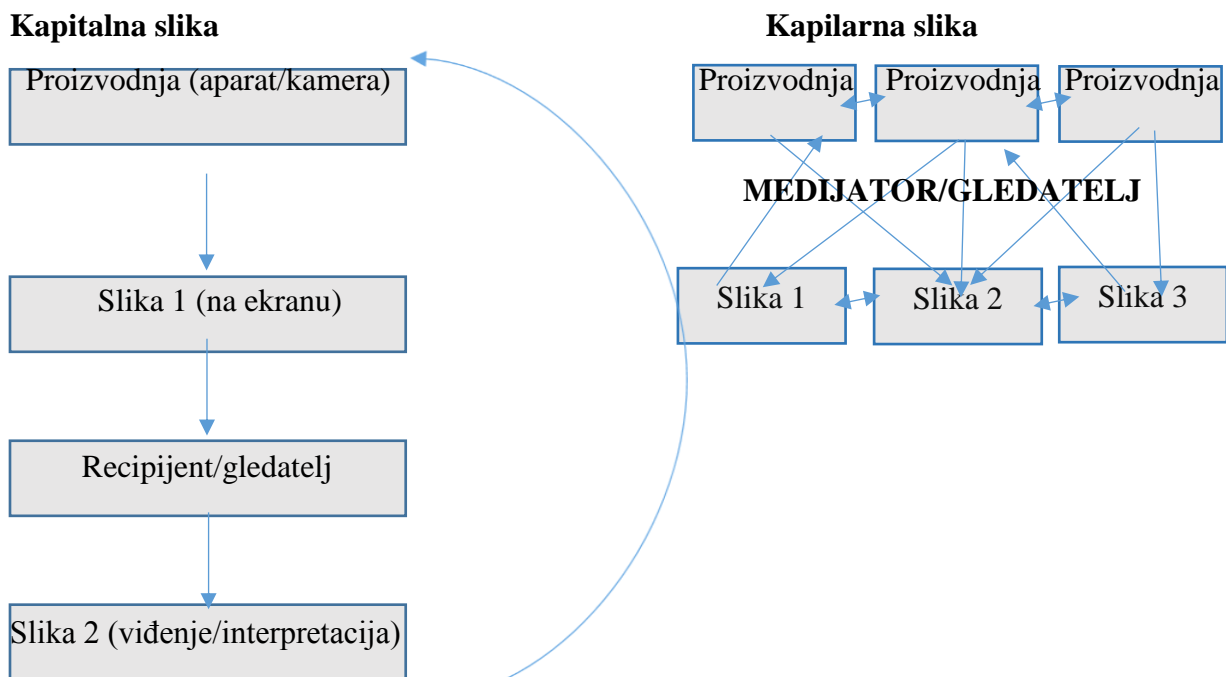 Kapitalna slika
Proizvodnja (aparat/kamera)
Slika 1 (na ekranu)
Recipijent/gledatelj
Slika 2 (viđenje/interpretacija)
Kapilarna slika
Proizvodnja
Proizvodnja
Proizvodnja
MEDIJATOR/GLEDATELJ
Slika 1
Slika 2
Slika 3